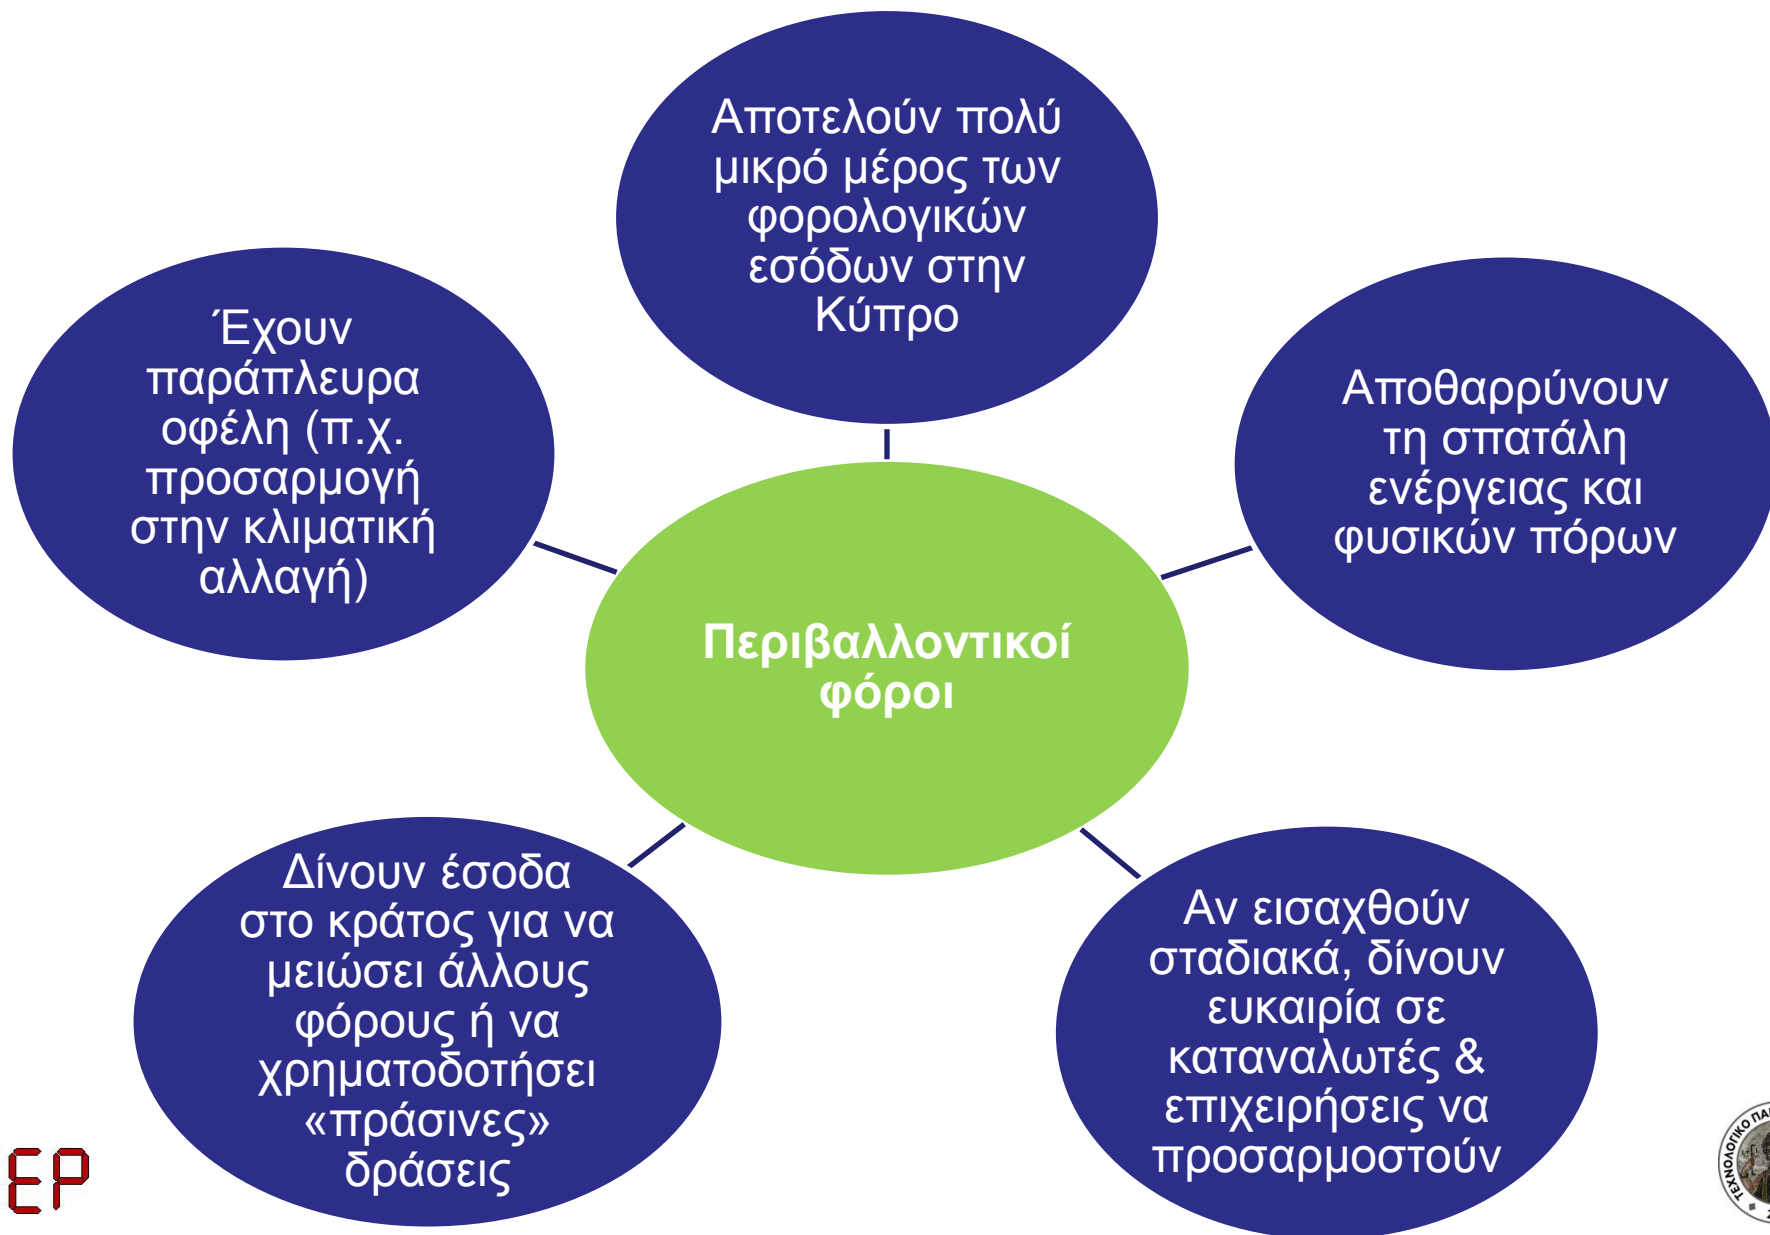 Αποτελούν πολύ
μικρό μέρος των
φορολογικών
εσόδων στην
Κύπρο
Αποθαρρύνουν
τη σπατάλη
ενέργειας και
φυσικών πόρων
Αν εισαχθούν
σταδιακά, δίνουν
ευκαιρία σε
καταναλωτές &
επιχειρήσεις να
προσαρμοστούν
Δίνουν έσοδα
στο κράτος για να
μειώσει άλλους
φόρους ή να
χρηματοδοτήσει
«πράσινες»
δράσεις
Έχουν
παράπλευρα
οφέλη (π.χ.
προσαρμογή
στην κλιματική
αλλαγή)
Περιβαλλοντικοί
φόροι
EP
ΤΕΧΝΟΛΟΓΙΚΟ